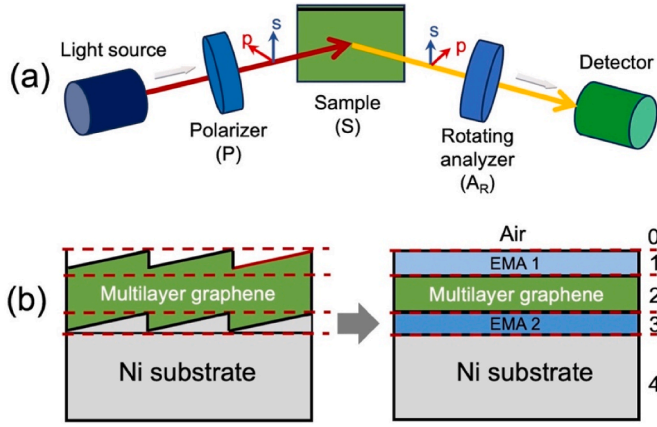 (a)
Light source
Polarizer
(P)
s
p
Sample
(S)
s
p
Rotating
analyzer
(A_R)
Detector
(b)
Multilayer graphene
Ni substrate
Air
0
EMA 1
1
Multilayer graphene
2
EMA 2
3
Ni substrate
4